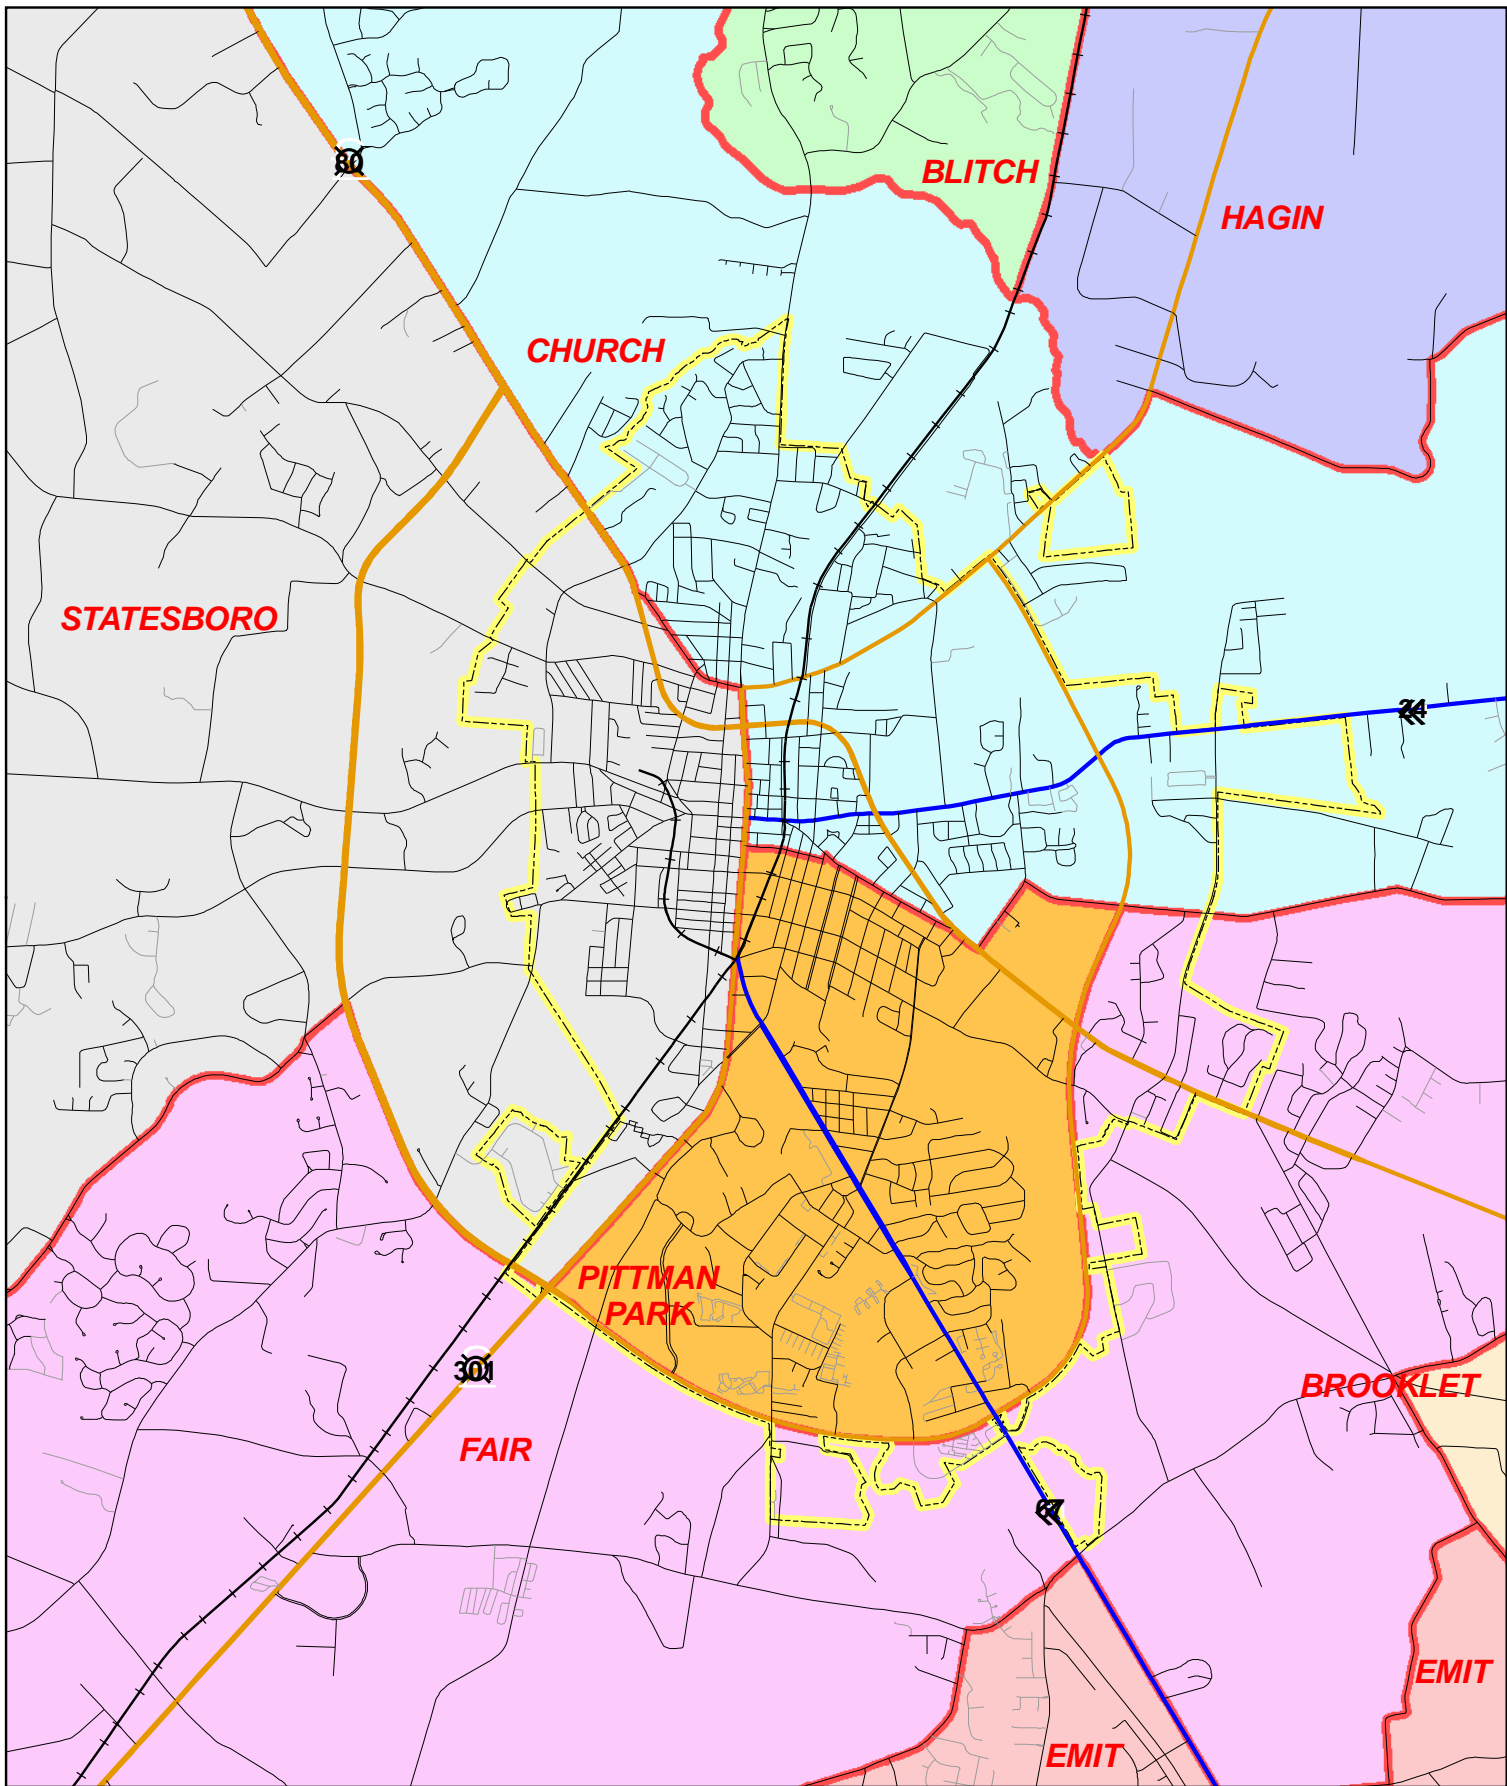 80
BLITCH
HAGIN
CHURCH
STATESBORO
24
PITTMAN
PARK
301
BROOKLET
FAIR
67
EMIT
EMIT